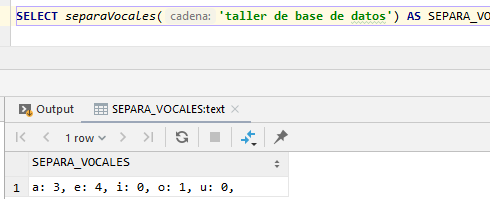 SELECT separaVocales( cadena: 'taller de base de datos') AS SEPARA_VO
Output SEPARA_VOCALES:text
1 row
SEPARA_VOCALES
1 a: 3, e: 4, i: 0, o: 1, u: 0,